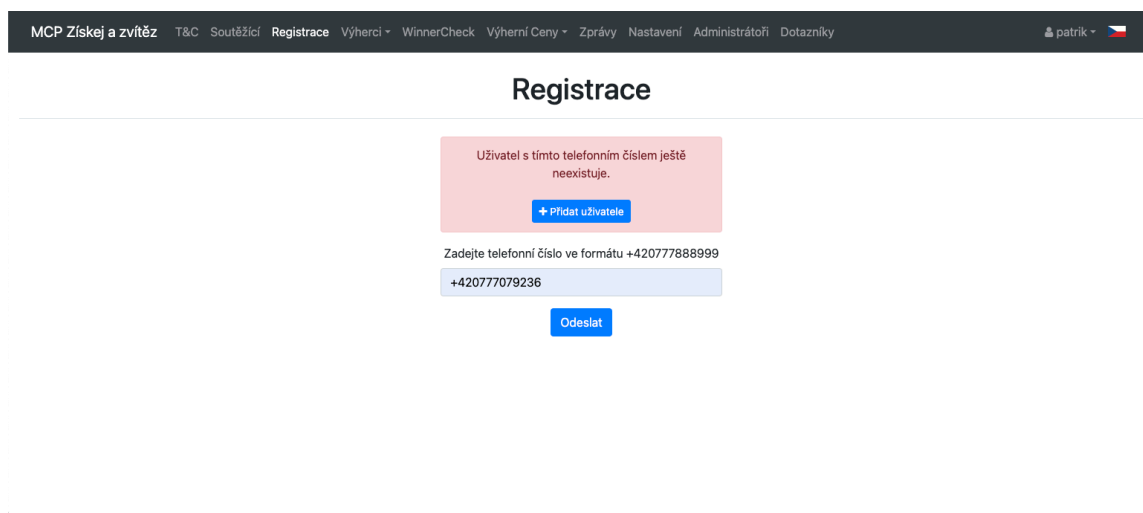 MCP Získej a zvítěz T&C Soutěžící Registrace Výherci WinnerCheck Výherní Ceny Zprávy Nastavení Administrátoři Dotazníky patrik
Registrace
Uživatel s tímto telefonním číslem ještě
neexistuje.
+ Přidat uživatele
Zadejte telefonní číslo ve formátu +420777888999
+420777079236
Odeslat